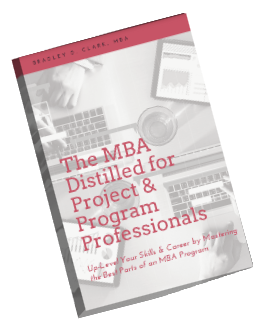 BRADLEY J. CLARK, MBA
The MBA
Distilled for
Project &
Program
Professionals
Up-Level Your Skills & Career by Mastering
the Best Parts of an MBA Program